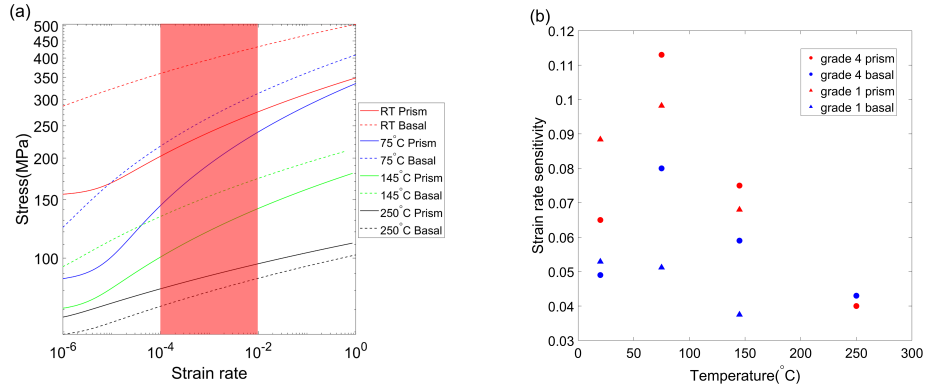 (a)
500
450
400
350
300
250
200
150
100
10^-6
10^-4
10^-2
10^0
Stress(MPa)
Strain rate
RT Prism
RT Basal
75°C Prism
75°C Basal
145°C Prism
145°C Basal
250°C Prism
250°C Basal
(b)
0.12
0.11
0.1
0.09
0.08
0.07
0.06
0.05
0.04
0.03
0
50
100
150
200
250
300
Strain rate sensitivity
Temperature(°C)
grade 4 prism
grade 4 basal
grade 1 prism
grade 1 basal